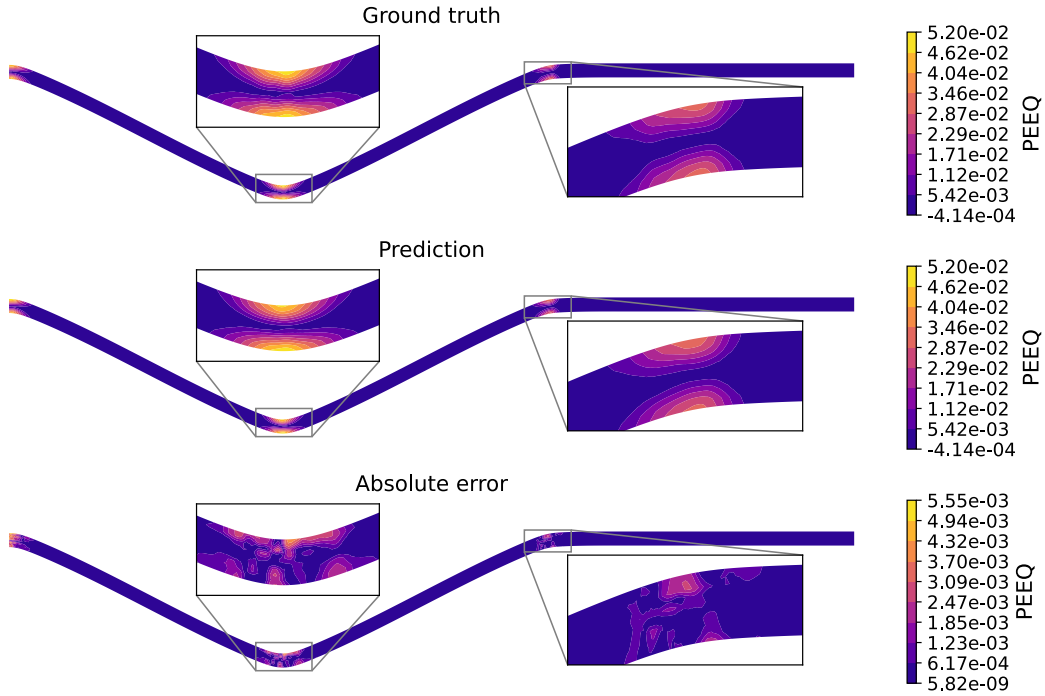 Ground truth
5.20e-02
4.62e-02
4.04e-02
3.46e-02
2.87e-02
2.29e-02
1.71e-02
1.12e-02
5.42e-03
-4.14e-04
PEEQ
Prediction
5.20e-02
4.62e-02
4.04e-02
3.46e-02
2.87e-02
2.29e-02
1.71e-02
1.12e-02
5.42e-03
-4.14e-04
PEEQ
Absolute error
5.55e-03
4.94e-03
4.32e-03
3.70e-03
3.09e-03
2.47e-03
1.85e-03
1.23e-03
6.17e-04
5.82e-09
PEEQ